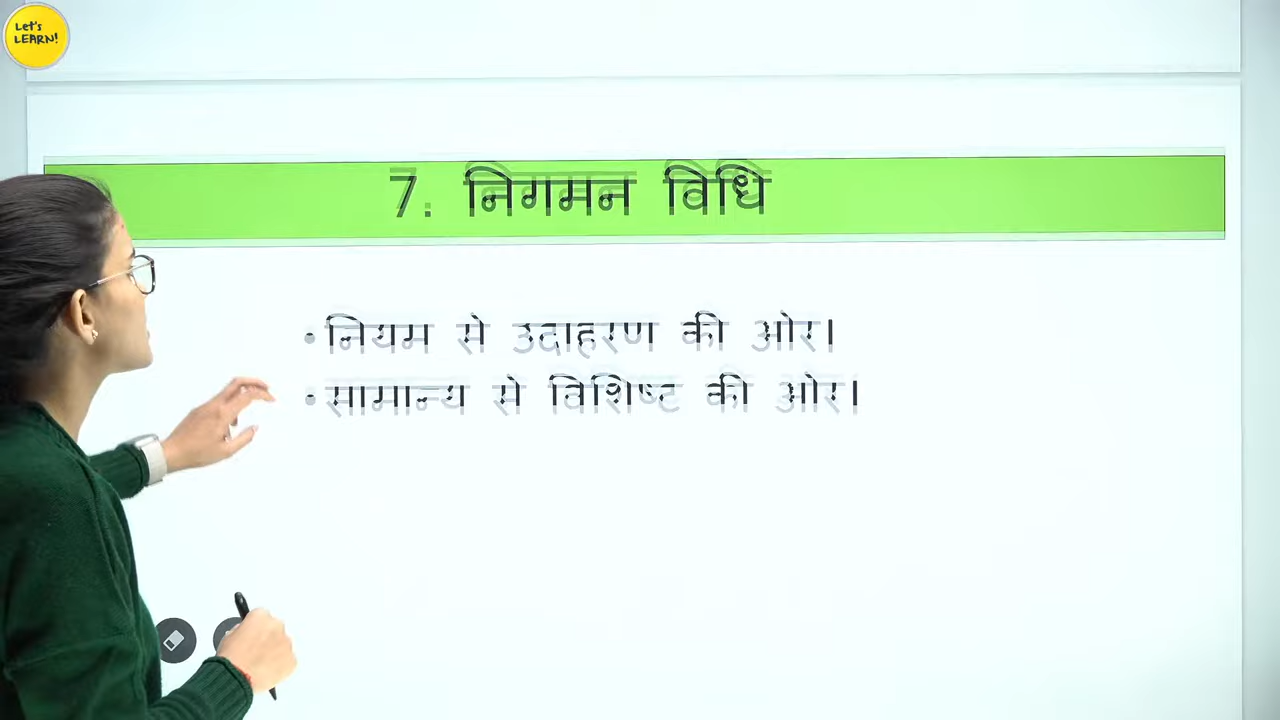 Let's
LEARN!
7. निगमन विधि
• नियम से उदाहरण की ओर।
• सामान्य से विशिष्ट की ओर।